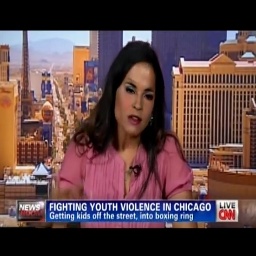 NEWS
FIGHTING YOUTH VIOLENCE IN CHICAGO
Getting kids off the street, into boxing ring
LIVE
CNN